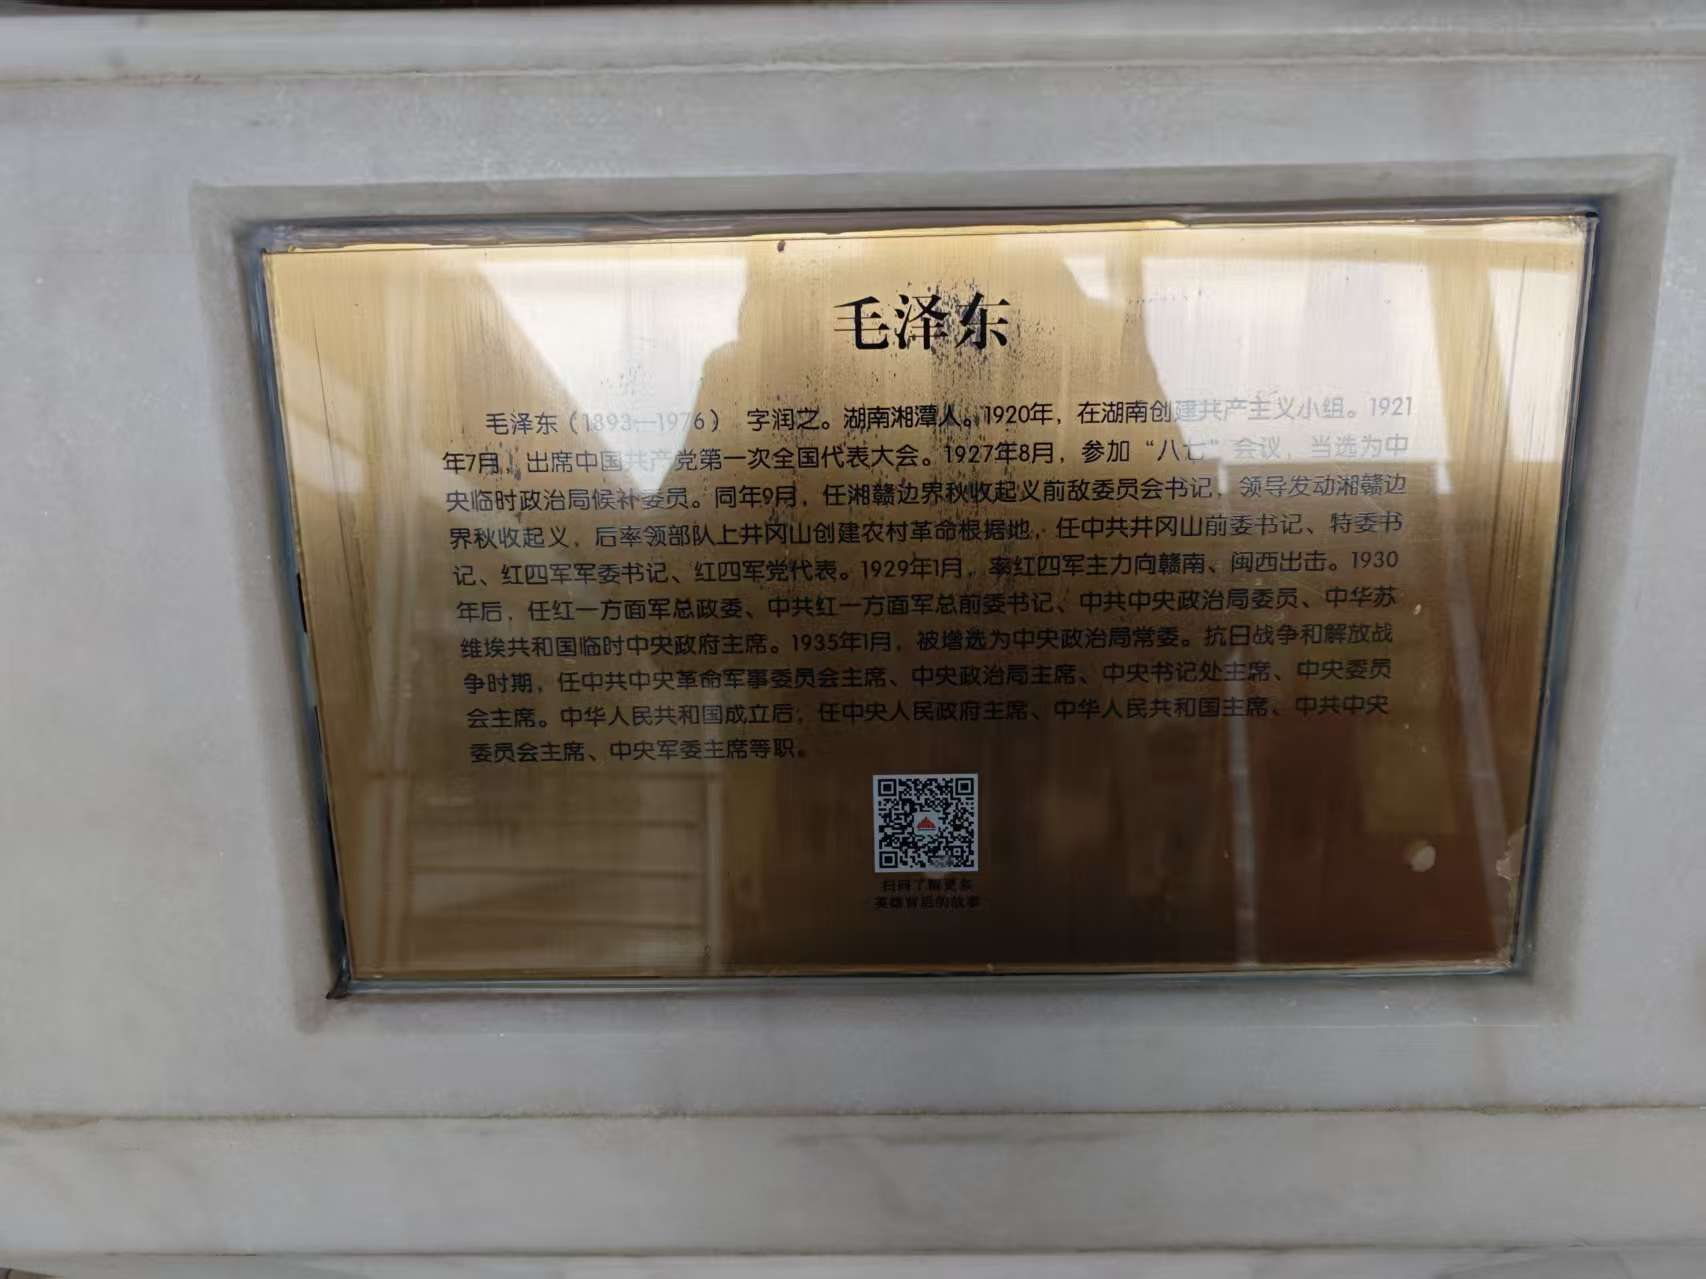 毛泽东
毛泽东（1893—1976） 字润之。湖南湘潭人。1920年，在湖南创建共产主义小组。1921
年7月，出席中国共产党第一次全国代表大会。1927年8月，参加“八七”会议，当选为中
央临时政治局候补委员。同年9月，任湘赣边界秋收起义前敌委员会书记，领导发动湘赣边
界秋收起义，后率领部队上井冈山创建农村革命根据地，任中共井冈山前委书记、特委书
记、红四军军委书记、红四军党代表。1929年1月，率红四军主力向赣南、闽西出击。1930
年后，任红一方面军总政委、中共红一方面军总前委书记、中共中央政治局委员、中华苏
维埃共和国临时中央政府主席。1935年1月，被增选为中央政治局常委。抗日战争和解放战
争时期，任中共中央革命军事委员会主席、中央政治局主席、中央书记处主席、中央委员
会主席。中华人民共和国成立后，任中央人民政府主席、中华人民共和国主席、中共中央
委员会主席、中央军委主席等职。
扫码了解更多
英雄背后的故事